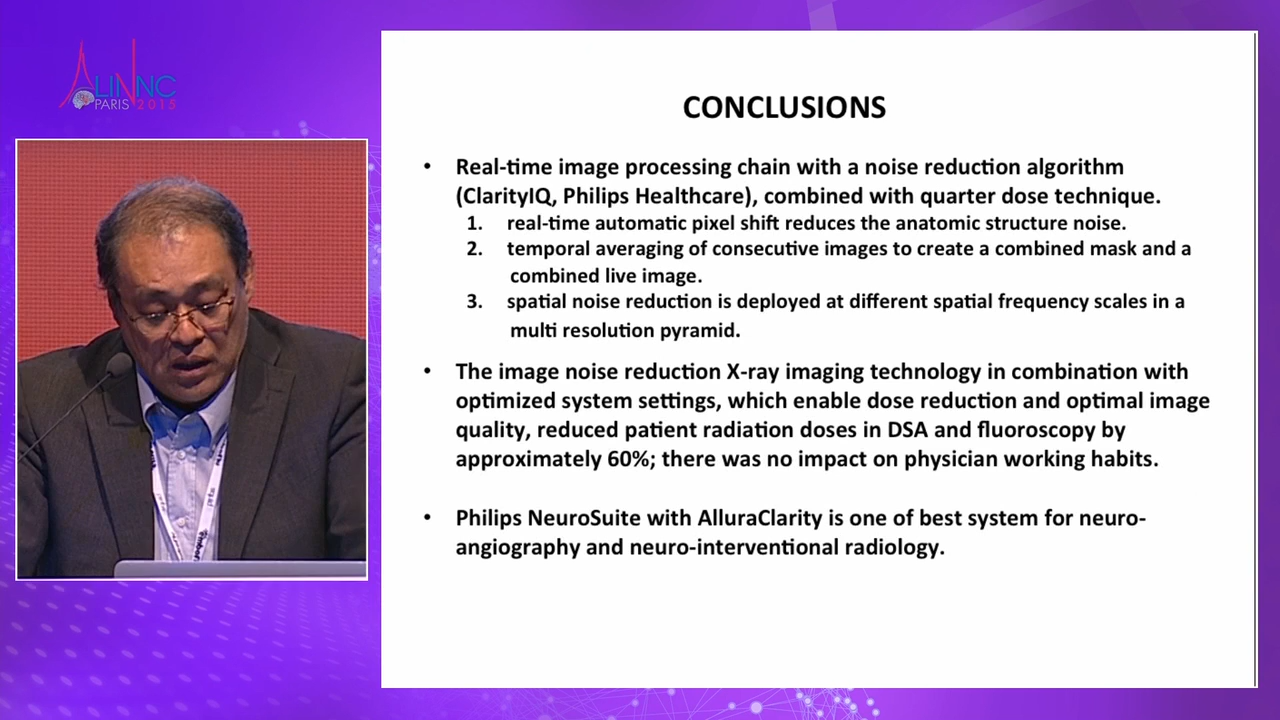 LINNC
PARIS 2015
CONCLUSIONS
• Real-time image processing chain with a noise reduction algorithm
(ClarityIQ, Philips Healthcare), combined with quarter dose technique.
1. real-time automatic pixel shift reduces the anatomic structure noise.
2. temporal averaging of consecutive images to create a combined mask and a
combined live image.
3. spatial noise reduction is deployed at different spatial frequency scales in a
multi resolution pyramid.
• The image noise reduction X-ray imaging technology in combination with
optimized system settings, which enable dose reduction and optimal image
quality, reduced patient radiation doses in DSA and fluoroscopy by
approximately 60%; there was no impact on physician working habits.
• Philips NeuroSuite with AlluraClarity is one of best system for neuro-
angiography and neuro-interventional radiology.